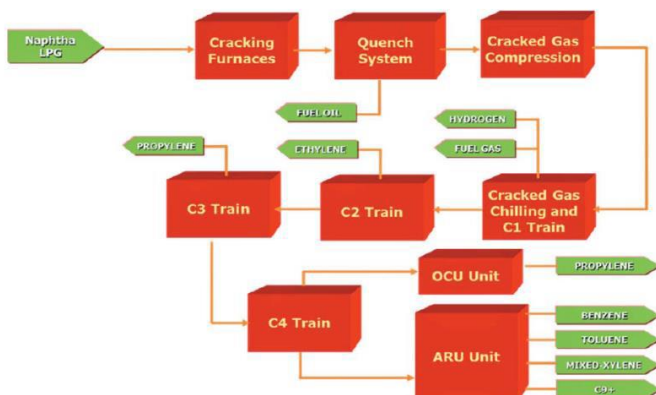 Naphtha
LPG
Cracking
Furnaces
Quench
System
Cracked Gas
Compression
FUEL OIL
HYDROGEN
PROPYLENE
ETHYLENE
FUEL GAS
C3 Train
C2 Train
Cracked Gas
Chilling and
C1 Train
OCU Unit
PROPYLENE
C4 Train
ARU Unit
BENZENE
TOLUENE
MIXED-XYLENE
C9+